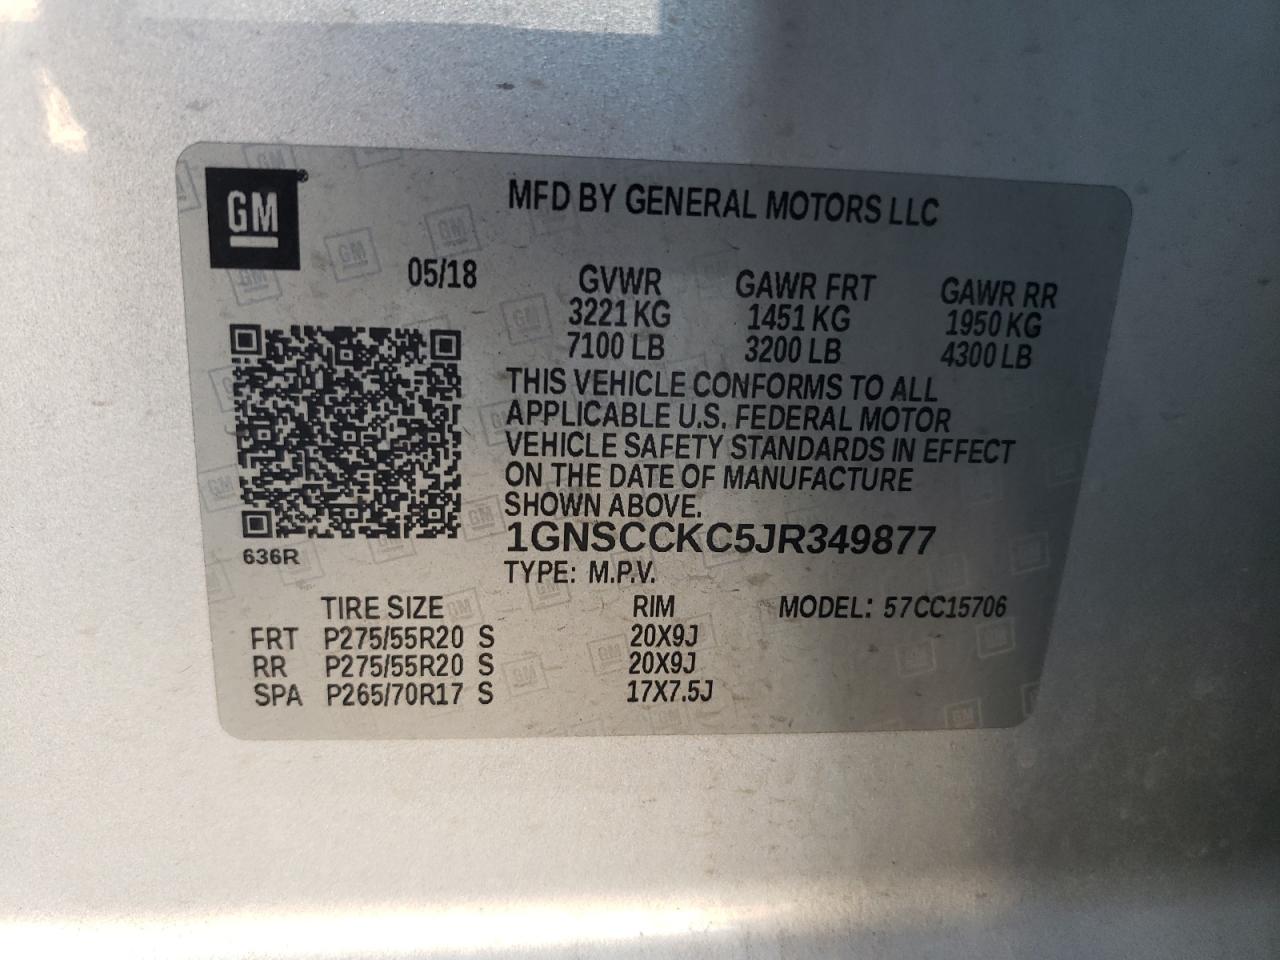 GM
MFD BY GENERAL MOTORS LLC
05/18 GVWR GAWR FRT GAWR RR
3221 KG 1451 KG 1950 KG
7100 LB 3200 LB 4300 LB
THIS VEHICLE CONFORMS TO ALL
APPLICABLE U.S. FEDERAL MOTOR
VEHICLE SAFETY STANDARDS IN EFFECT
ON THE DATE OF MANUFACTURE
SHOWN ABOVE.
636R 1GNSCCKC5JR349877
TYPE: M.P.V.
TIRE SIZE RIM MODEL: 57CC15706
FRT P275/55R20 S 20X9J
RR P275/55R20 S 20X9J
SPA P265/70R17 S 17X7.5J